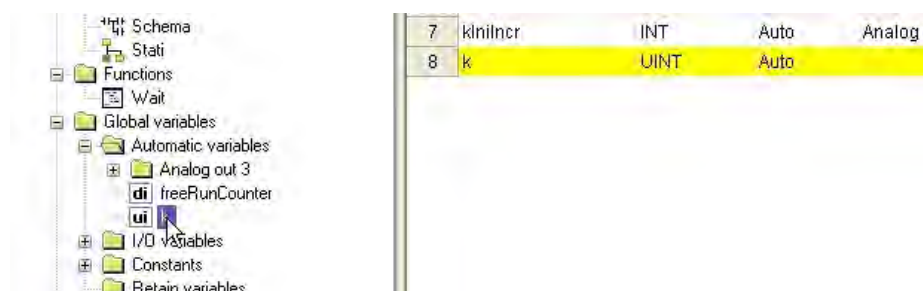 Schema
Stati
Functions
Wait
Global variables
Automatic variables
Analog out 3
di freeRunCounter
ui k
I/O variables
Constants
Retain variables
7 kIniIncr INT Auto Analog
8 k UINT Auto